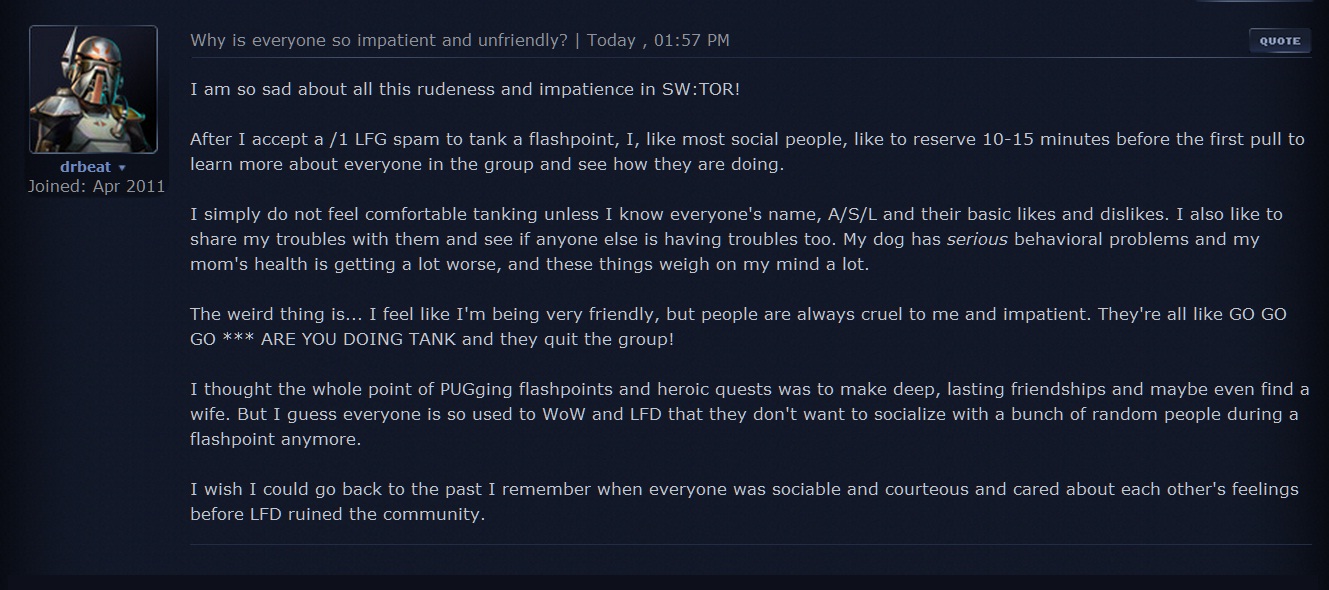 Why is everyone so impatient and unfriendly? | Today , 01:57 PM
QUOTE
I am so sad about all this rudeness and impatience in SW:TOR!
After I accept a /1 LFG spam to tank a flashpoint, I, like most social people, like to reserve 10-15 minutes before the first pull to
learn more about everyone in the group and see how they are doing.
drbeat
Joined: Apr 2011
I simply do not feel comfortable tanking unless I know everyone's name, A/S/L and their basic likes and dislikes. I also like to
share my troubles with them and see if anyone else is having troubles too. My dog has serious behavioral problems and my
mom's health is getting a lot worse, and these things weigh on my mind a lot.
The weird thing is... I feel like I'm being very friendly, but people are always cruel to me and impatient. They're all like GO GO
GO *** ARE YOU DOING TANK and they quit the group!
I thought the whole point of PUGging flashpoints and heroic quests was to make deep, lasting friendships and maybe even find a
wife. But I guess everyone is so used to WoW and LFD that they don't want to socialize with a bunch of random people during a
flashpoint anymore.
I wish I could go back to the past I remember when everyone was sociable and courteous and cared about each other's feelings
before LFD ruined the community.